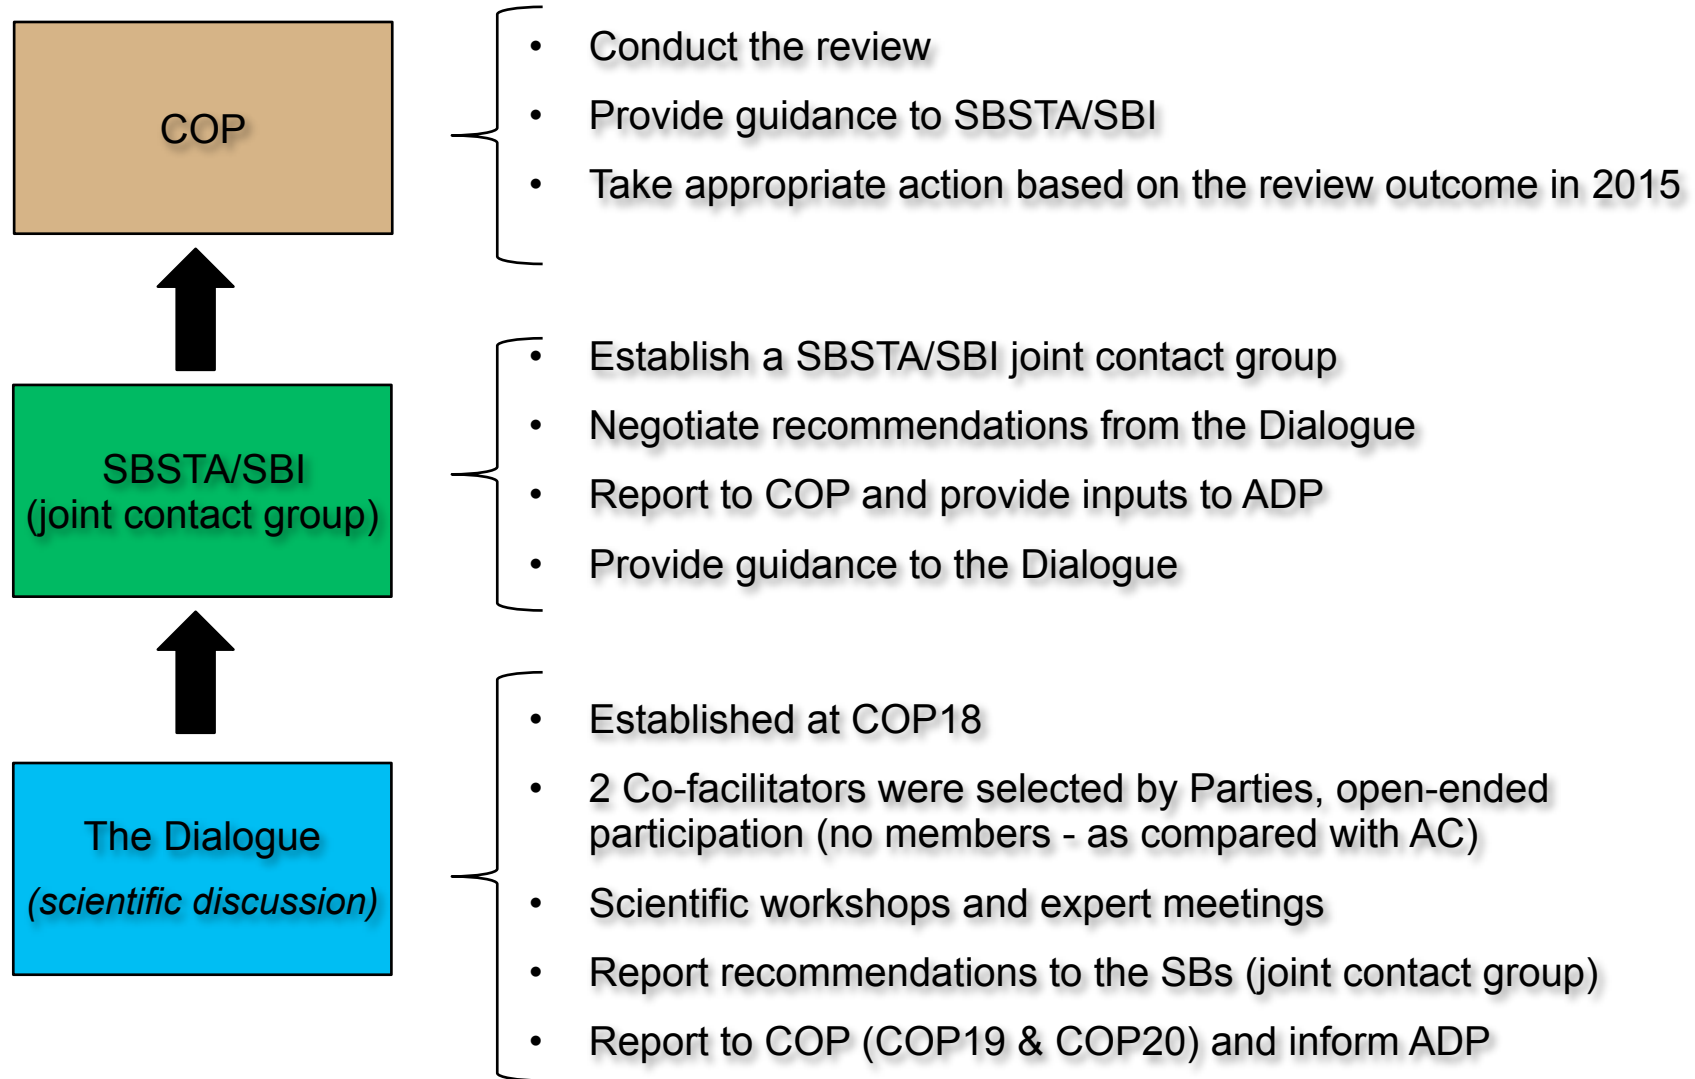 COP
• Conduct the review
• Provide guidance to SBSTA/SBI
• Take appropriate action based on the review outcome in 2015
SBSTA/SBI
(joint contact group)
• Establish a SBSTA/SBI joint contact group
• Negotiate recommendations from the Dialogue
• Report to COP and provide inputs to ADP
• Provide guidance to the Dialogue
The Dialogue
(scientific discussion)
• Established at COP18
• 2 Co-facilitators were selected by Parties, open-ended
participation (no members - as compared with AC)
• Scientific workshops and expert meetings
• Report recommendations to the SBs (joint contact group)
• Report to COP (COP19 & COP20) and inform ADP